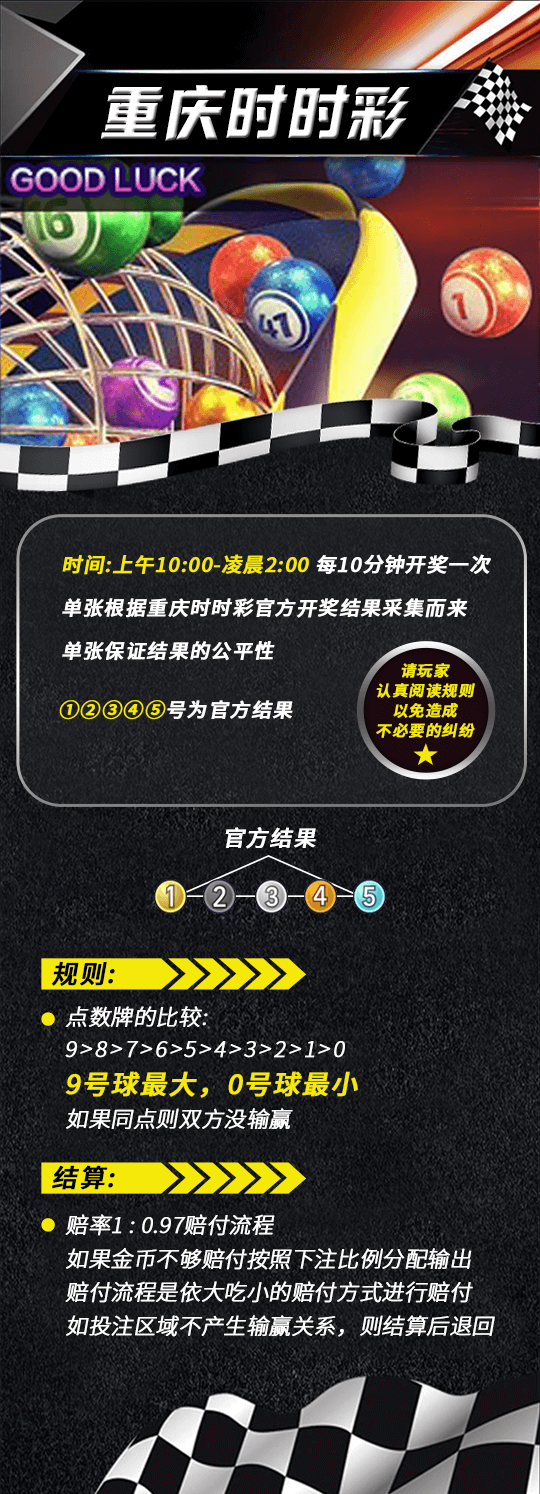 重庆时时彩
GOOD LUCK
16
41
1
时间:上午10:00-凌晨2:00 每10分钟开奖一次
单张根据重庆时时彩官方开奖结果采集而来
单张保证结果的公平性
①②③④⑤号为官方结果
请玩家
认真阅读规则
以免造成
不必要的纠纷
官方结果
1 2 3 4 5
规则:
点数牌的比较:
9>8>7>6>5>4>3>2>1>0
9号球最大，0号球最小
如果同点则双方没输赢
结算:
赔率1 : 0.97赔付流程
如果金币不够赔付按照下注比例分配输出
赔付流程是依大吃小的赔付方式进行赔付
如投注区域不产生输赢关系，则结算后退回